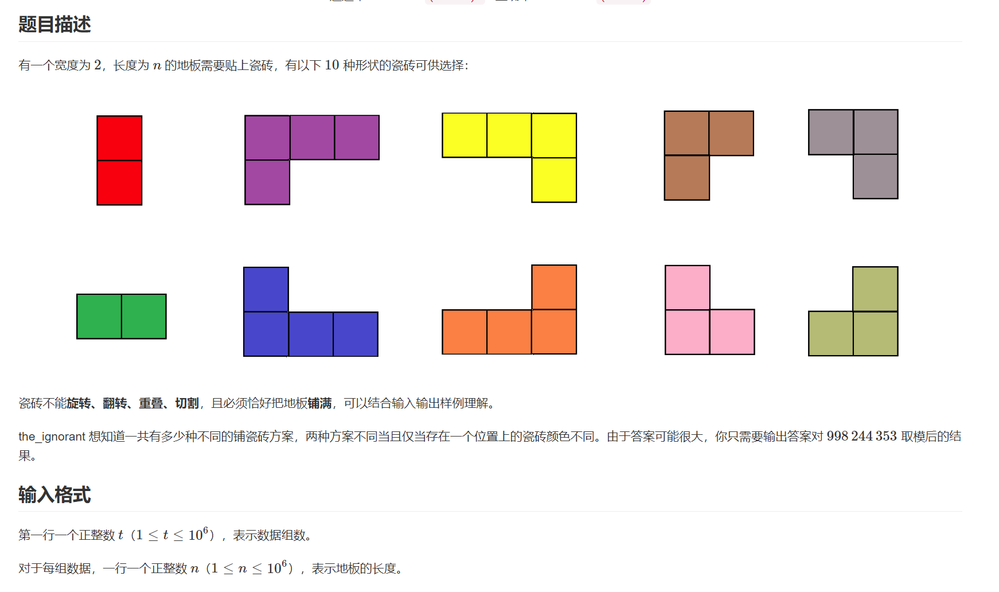 题目描述
有一个宽度为 2，长度为 n 的地板需要贴上瓷砖，有以下 10 种形状的瓷砖可供选择：
瓷砖不能旋转、翻转、重叠、切割，且必须恰好把地板铺满，可以结合输入输出样例理解。
the_ignorant 想知道一共有多少种不同的铺瓷砖方案，两种方案不同当且仅当存在一个位置上的瓷砖颜色不同。由于答案可能很大，你只需要输出答案对 998 244 353 取模后的结
果。
输入格式
第一行一个正整数 t（1 ≤ t ≤ 10^6），表示数据组数。
对于每组数据，一行一个正整数 n（1 ≤ n ≤ 10^6），表示地板的长度。